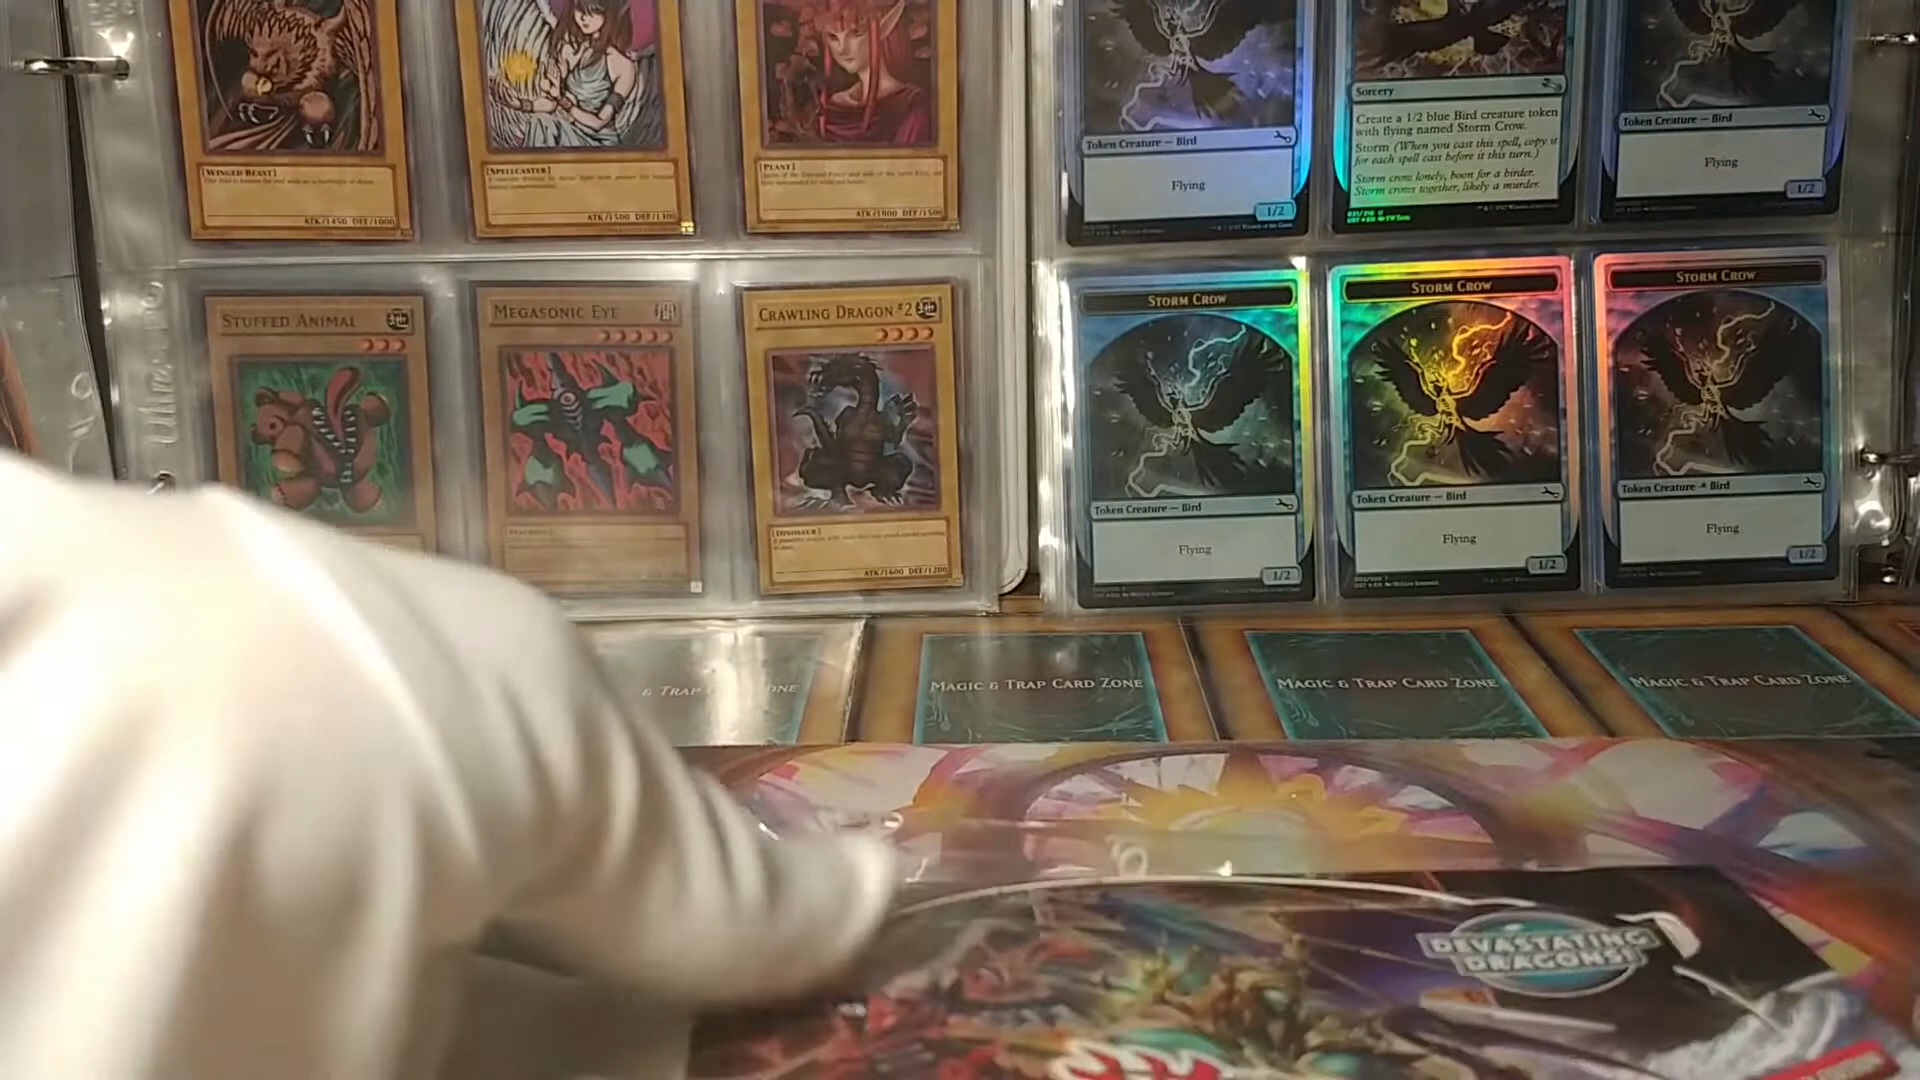 [WINGED BEAST]
ATK/1450 DEF/1000
[SPELLCASTER]
ATK/1500 DEF/1300
[PLANT]
ATK/1800 DEF/1500
STUFFED ANIMAL
MEGASONIC EYE
[MACHINE]
CRAWLING DRAGON #2
[DINOSAUR]
ATK/1600 DEF/1200
Token Creature — Bird
Flying
1/2
Sorcery
Create a 1/2 blue Bird creature token
with flying named Storm Crow.
Storm (When you cast this spell, copy it
for each spell cast before it this turn.)
Storm crow lonely, boon for a birder.
Storm crows together, likely a murder.
Token Creature — Bird
Flying
1/2
STORM CROW
Token Creature — Bird
Flying
1/2
STORM CROW
Token Creature — Bird
Flying
1/2
STORM CROW
Token Creature — Bird
Flying
1/2
& TRAP CARD ZONE
MAGIC & TRAP CARD ZONE
MAGIC & TRAP CARD ZONE
MAGIC & TRAP CARD ZONE
DEVASTATING
DRAGONS!